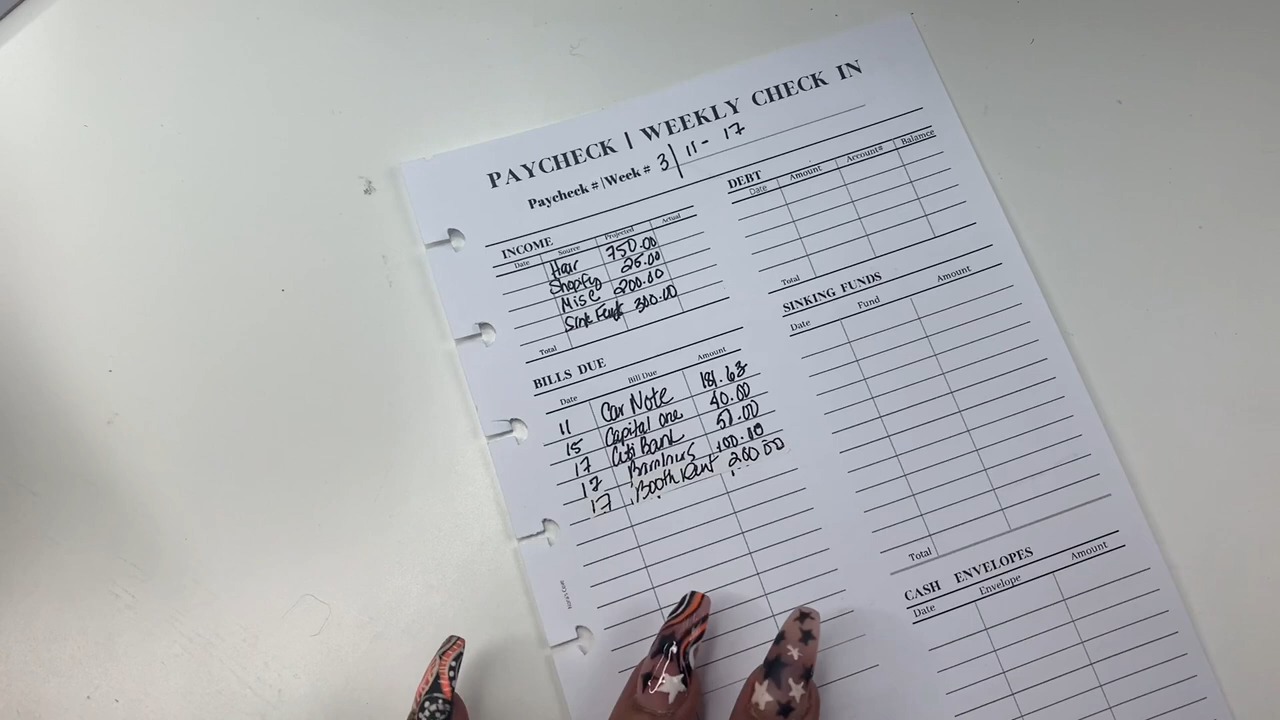 PAYCHECK | WEEKLY CHECK IN
Paycheck #|Week # 3 | 11 - 17
INCOME
Date Source Projected Actual
Hair 750.00
Shopify 25.00
Misc 200.00
Sink Funds 300.00
Total
BILLS DUE
Date Bill Due Amount
11 Car Note 181.63
15 Capital One 40.00
17 Citi Bank 50.00
17 100.00
17 Booth Rent 200.00
DEBT
Date Amount Account# Balance
Total
SINKING FUNDS
Date Fund Amount
Total
CASH ENVELOPES
Date Envelope Amount